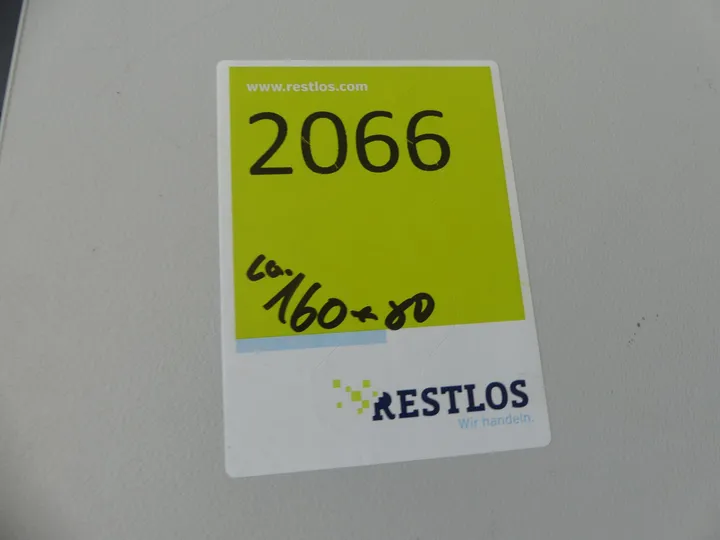 www.restlos.com
2066
ca.
160 x 80
RESTLOS
Wir handeln.